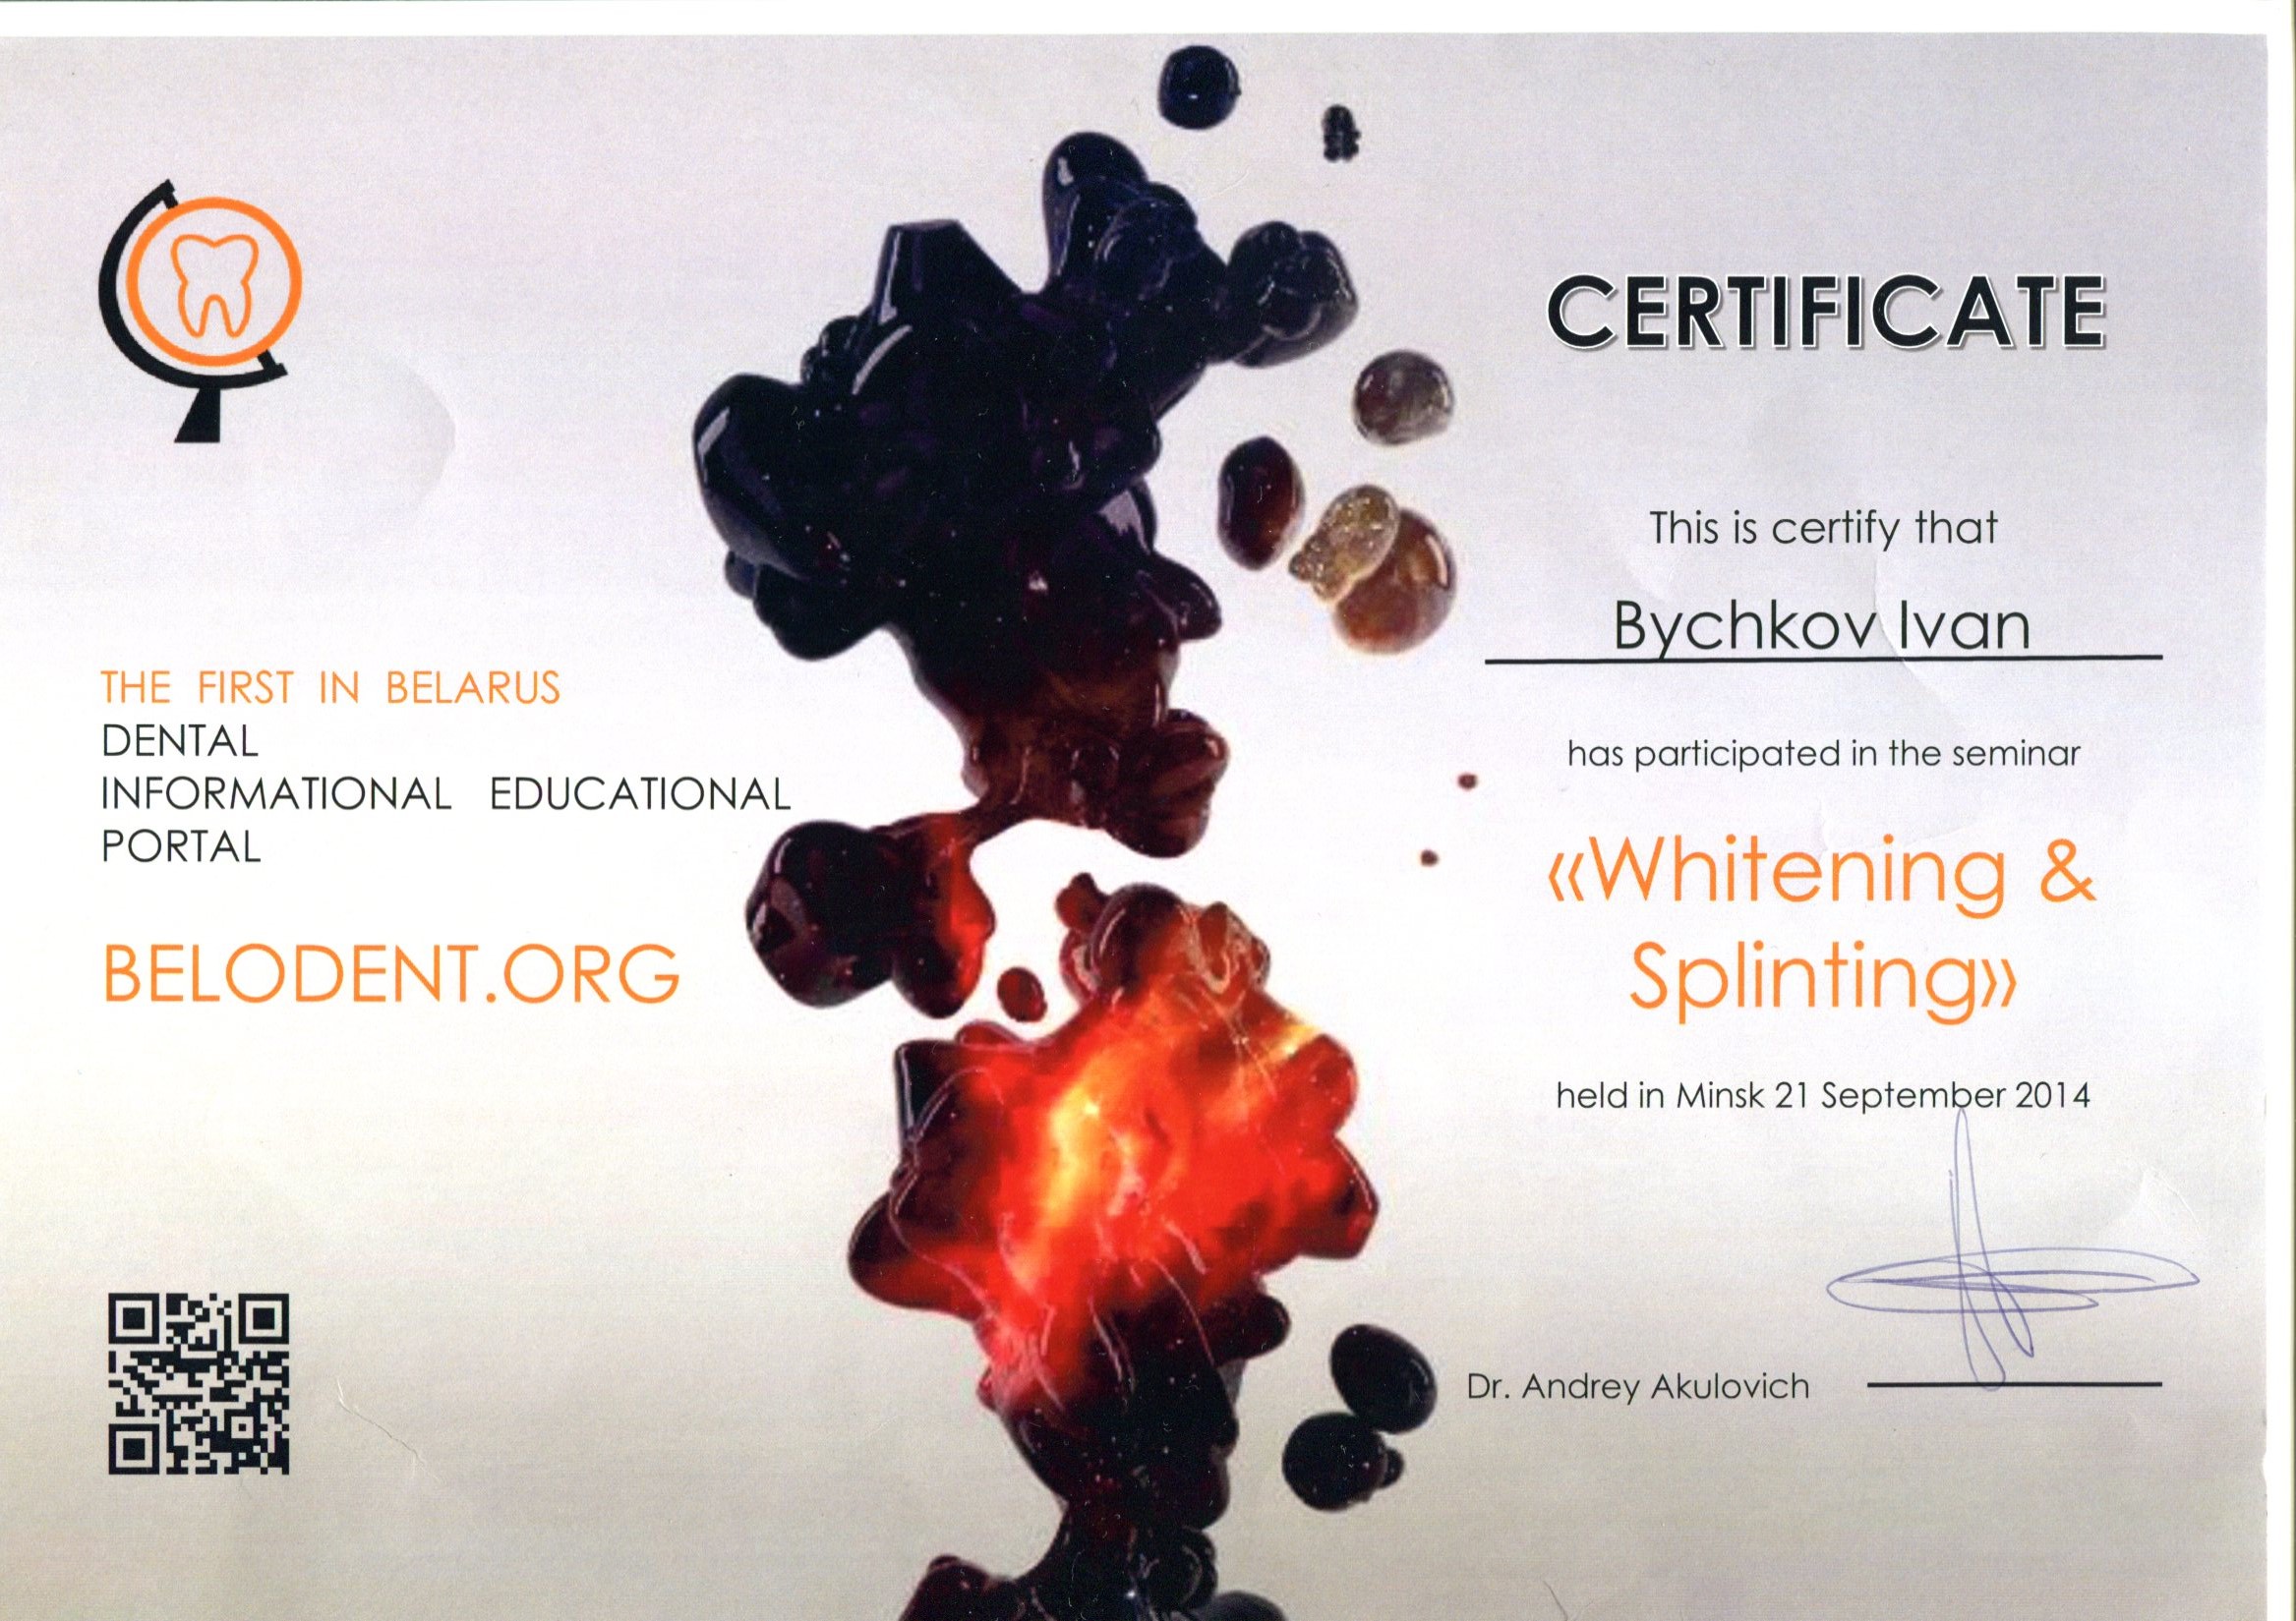 THE FIRST IN BELARUS
DENTAL
INFORMATIONAL EDUCATIONAL
PORTAL
BELODENT.ORG
CERTIFICATE
This is certify that
Bychkov Ivan
has participated in the seminar
«Whitening &
Splinting»
held in Minsk 21 September 2014
Dr. Andrey Akulovich